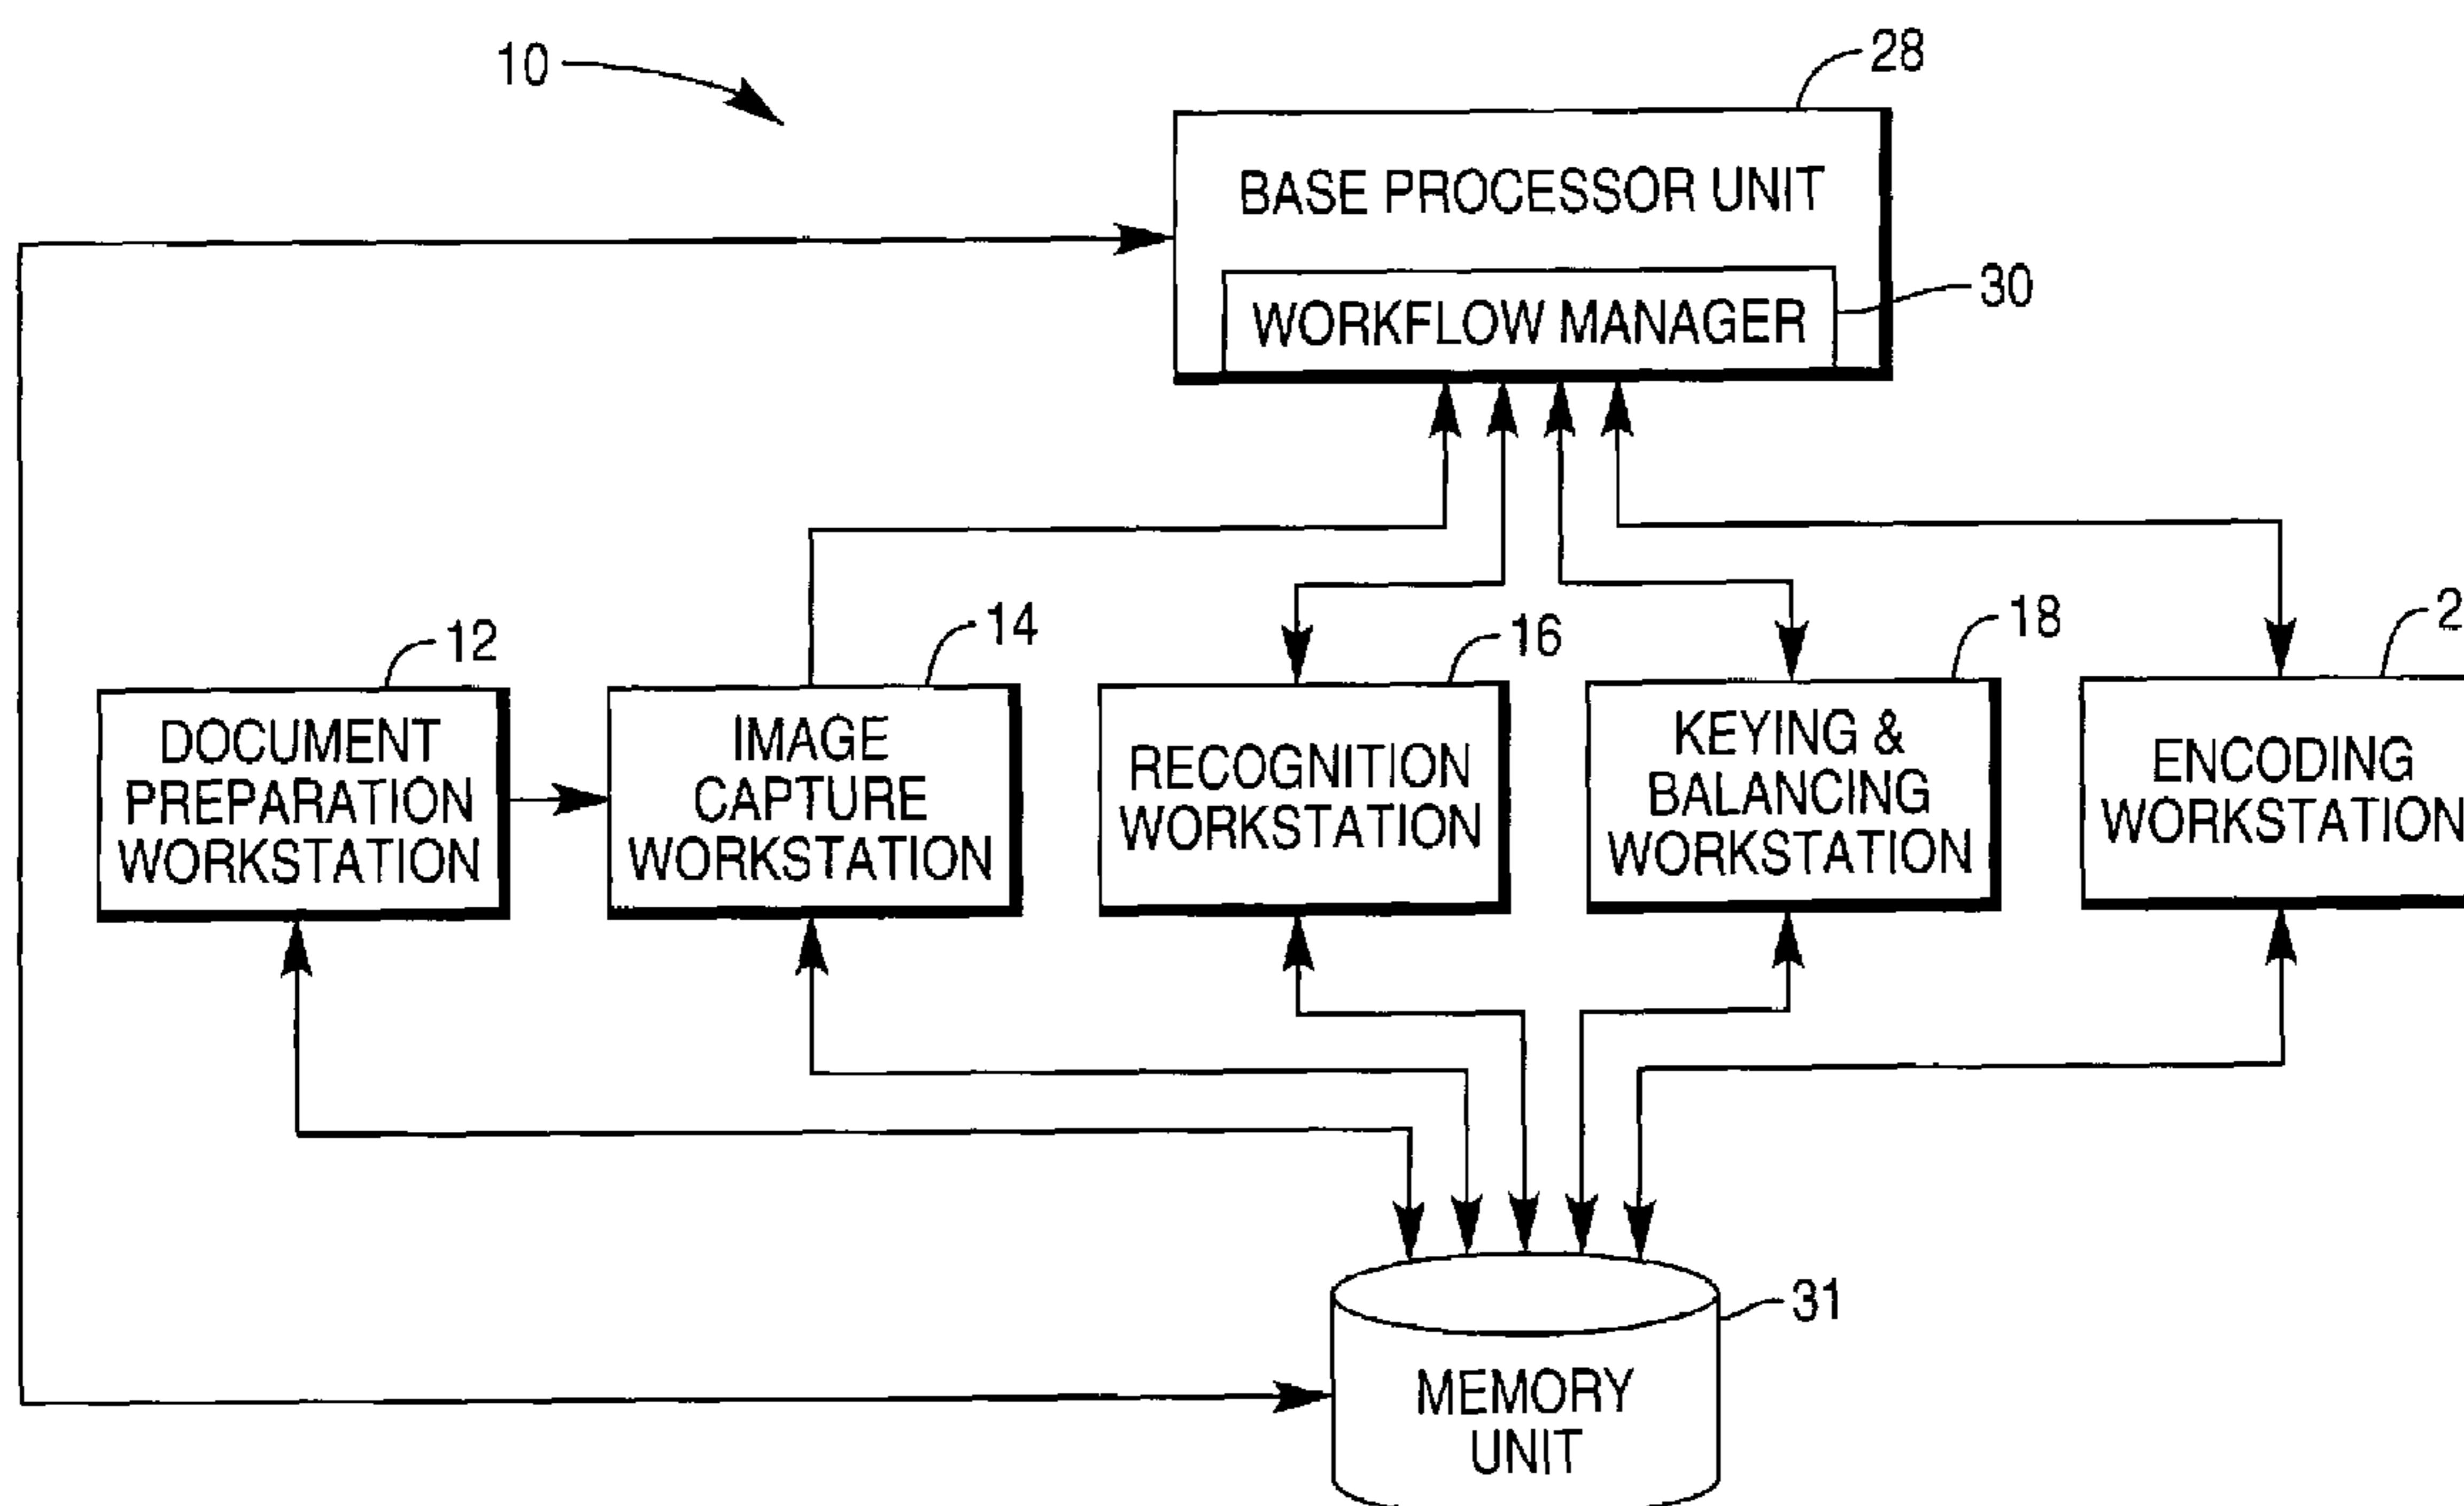 10
28
BASE PROCESSOR UNIT
WORKFLOW MANAGER
30
12
14
16
18
DOCUMENT
PREPARATION
WORKSTATION
IMAGE
CAPTURE
WORKSTATION
RECOGNITION
WORKSTATION
KEYING &
BALANCING
WORKSTATION
ENCODING
WORKSTATION
31
MEMORY
UNIT